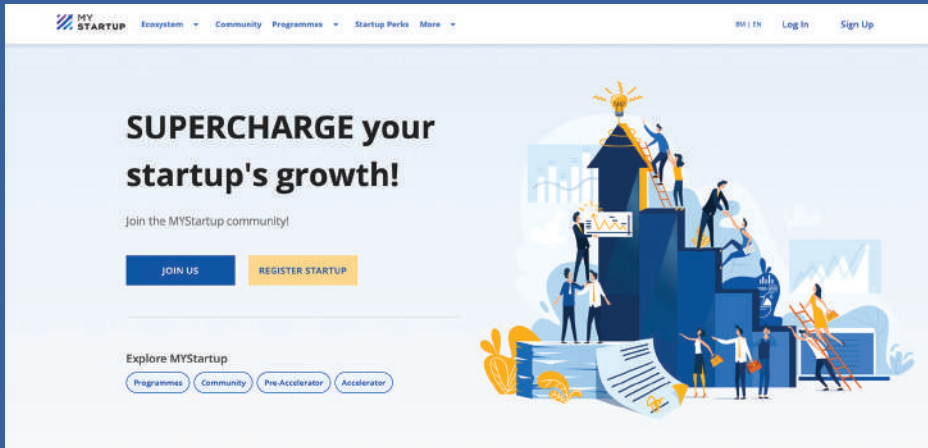 MY
STARTUP
Ecosystem
Community
Programmes
Startup Perks
More
BM | EN
Log In
Sign Up
SUPERCHARGE your
startup's growth!
Join the MYStartup community!
JOIN US
REGISTER STARTUP
Explore MYStartup
Programmes
Community
Pre-Accelerator
Accelerator